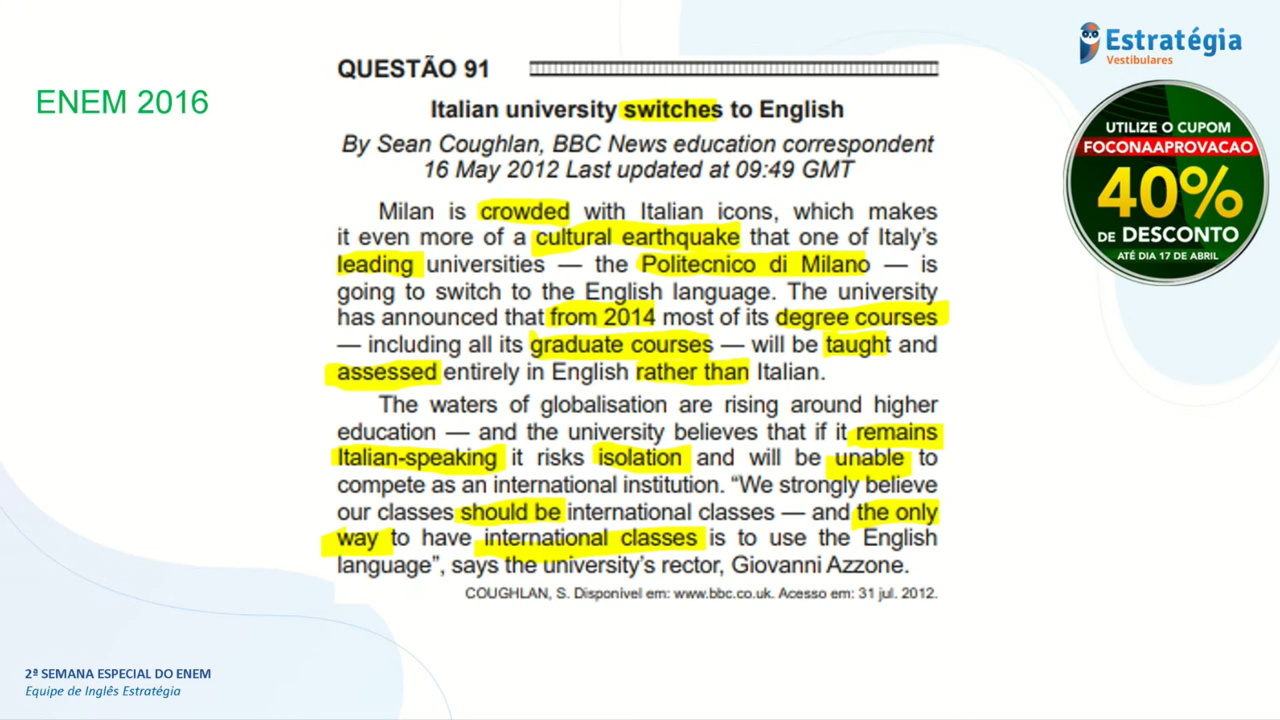 Estratégia
Vestibulares
ENEM 2016
UTILIZE O CUPOM
FOCONAAPROVACAO
40%
DE DESCONTO
ATÉ DIA 17 DE ABRIL
QUESTÃO 91
Italian university switches to English
By Sean Coughlan, BBC News education correspondent
16 May 2012 Last updated at 09:49 GMT
Milan is crowded with Italian icons, which makes
it even more of a cultural earthquake that one of Italy's
leading universities — the Politecnico di Milano — is
going to switch to the English language. The university
has announced that from 2014 most of its degree courses
— including all its graduate courses — will be taught and
assessed entirely in English rather than Italian.
The waters of globalisation are rising around higher
education — and the university believes that if it remains
Italian-speaking it risks isolation and will be unable to
compete as an international institution. “We strongly believe
our classes should be international classes — and the only
way to have international classes is to use the English
language”, says the university's rector, Giovanni Azzone.
COUGHLAN, S. Disponível em: www.bbc.co.uk. Acesso em: 31 jul. 2012.
2ª SEMANA ESPECIAL DO ENEM
Equipe de Inglês Estratégia